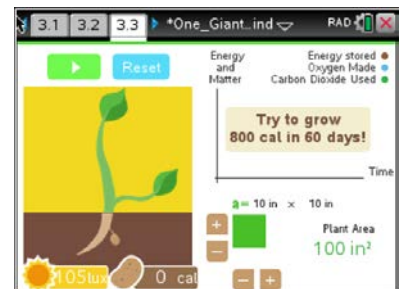 3.1 3.2 3.3 *One_Giant...ind RAD
Reset
Energy and Matter
Energy stored
Oxygen Made
Carbon Dioxide Used
Try to grow
800 cal in 60 days!
Time
a= 10 in × 10 in
+
−
Plant Area
100 in²
105lux 0 cal
− +